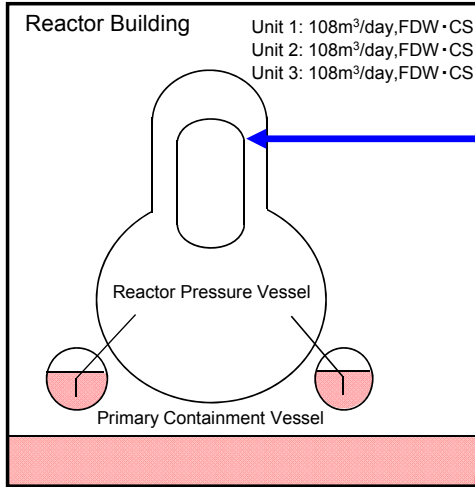 Reactor Building
Unit 1: 108m³/day,FDW・CS
Unit 2: 108m³/day,FDW・CS
Unit 3: 108m³/day,FDW・CS
Reactor Pressure Vessel
Primary Containment Vessel